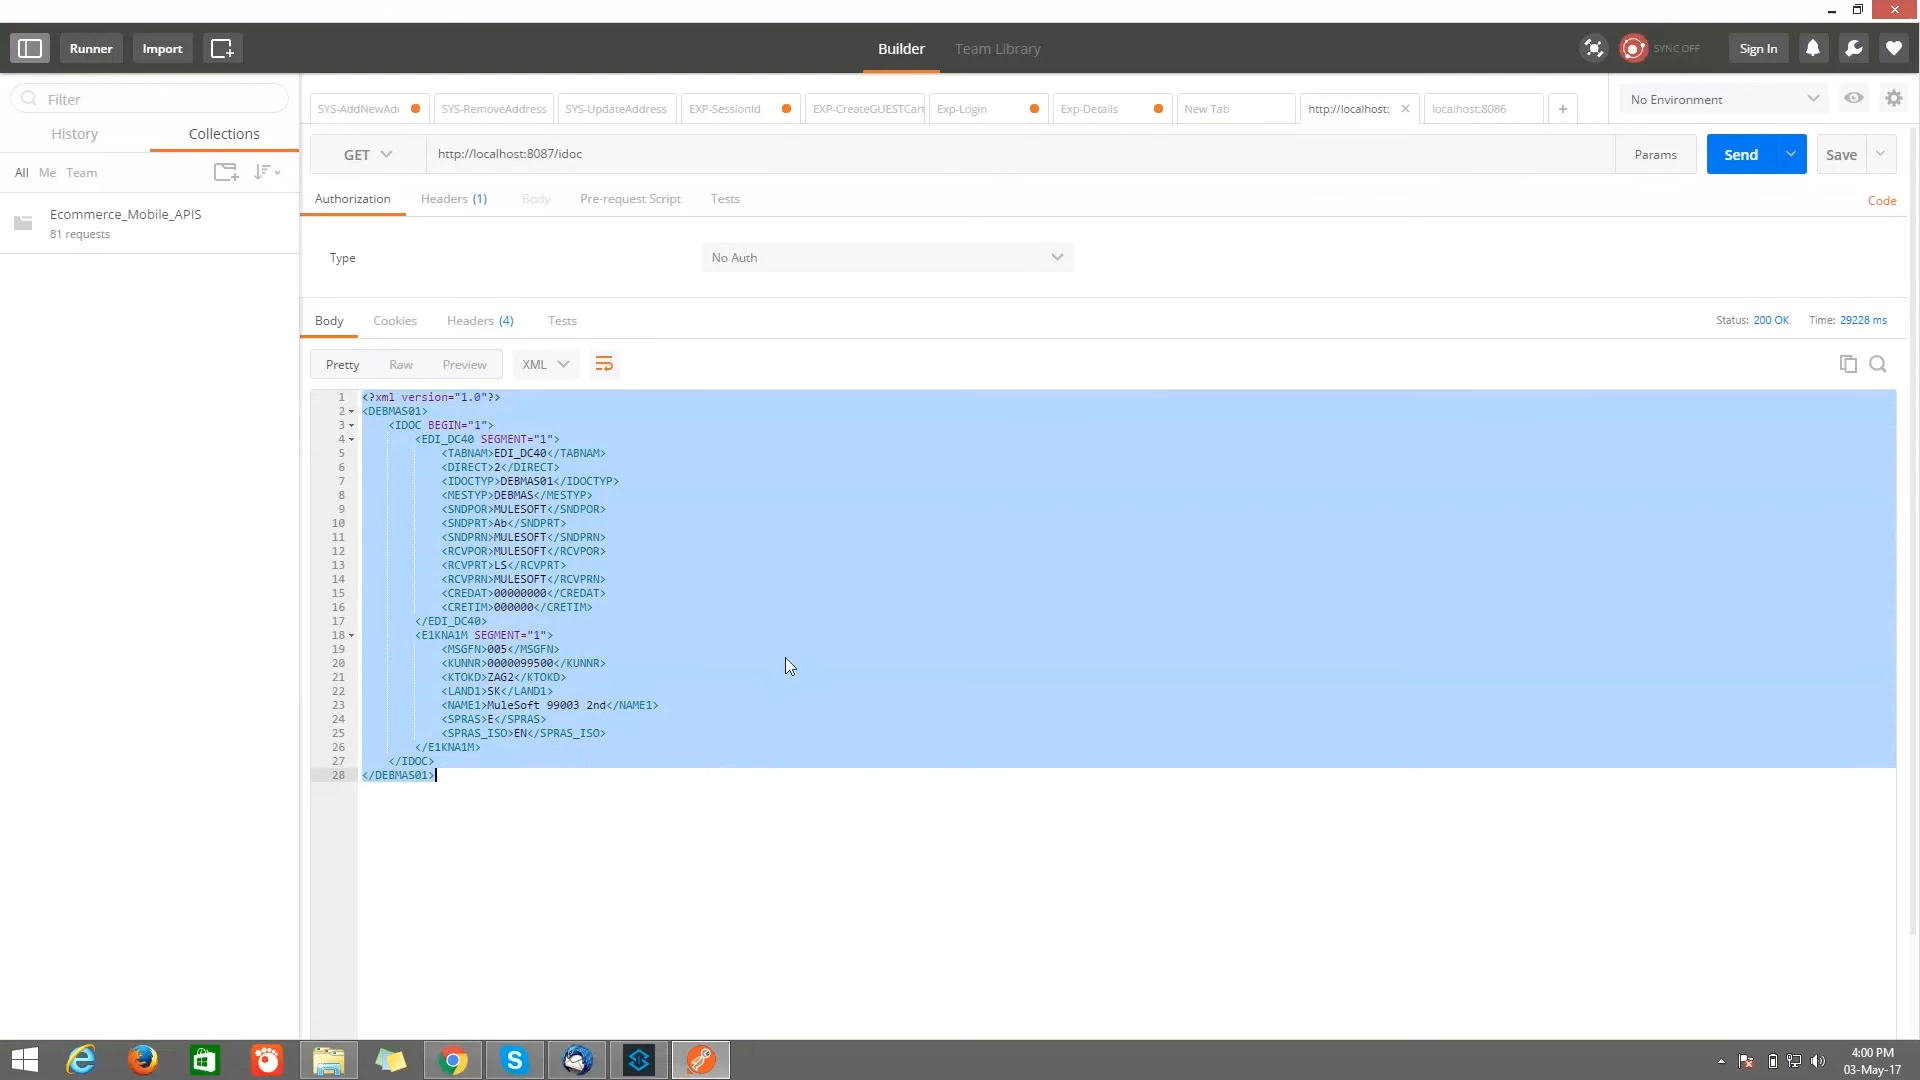 Runner
Import
Builder
Team Library
SYNC OFF
Sign In
Filter
History
Collections
All
Me
Team
Ecommerce_Mobile_APIS
81 requests
SYS-AddNewAd
SYS-RemoveAddress
SYS-UpdateAddress
EXP-SessionId
EXP-CreateGUESTCart
Exp-Login
Exp-Details
New Tab
http://localhost:
localhost:8086
+
No Environment
GET
http://localhost:8087/idoc
Params
Send
Save
Authorization
Headers (1)
Body
Pre-request Script
Tests
Code
Type
No Auth
Body
Cookies
Headers (4)
Tests
Status: 200 OK
Time: 29228 ms
Pretty
Raw
Preview
XML
1 <?xml version="1.0"?>
2 <DEBMAS01>
3 <IDOC BEGIN="1">
4 <EDI_DC40 SEGMENT="1">
5 <TABNAM>EDI_DC40</TABNAM>
6 <DIRECT>2</DIRECT>
7 <IDOCTYP>DEBMAS01</IDOCTYP>
8 <MESTYP>DEBMAS</MESTYP>
9 <SNDPOR>MULESOFT</SNDPOR>
10 <SNDPRT>Ab</SNDPRT>
11 <SNDPRN>MULESOFT</SNDPRN>
12 <RCVPOR>MULESOFT</RCVPOR>
13 <RCVPRT>LS</RCVPRT>
14 <RCVPRN>MULESOFT</RCVPRN>
15 <CREDAT>00000000</CREDAT>
16 <CRETIM>000000</CRETIM>
17 </EDI_DC40>
18 <E1KNA1M SEGMENT="1">
19 <MSGFN>005</MSGFN>
20 <KUNNR>0000099500</KUNNR>
21 <KTOKD>ZAG2</KTOKD>
22 <LAND1>SK</LAND1>
23 <NAME1>MuleSoft 99003 2nd</NAME1>
24 <SPRAS>E</SPRAS>
25 <SPRAS_ISO>EN</SPRAS_ISO>
26 </E1KNA1M>
27 </IDOC>
28 </DEBMAS01>
4:00 PM
03-May-17